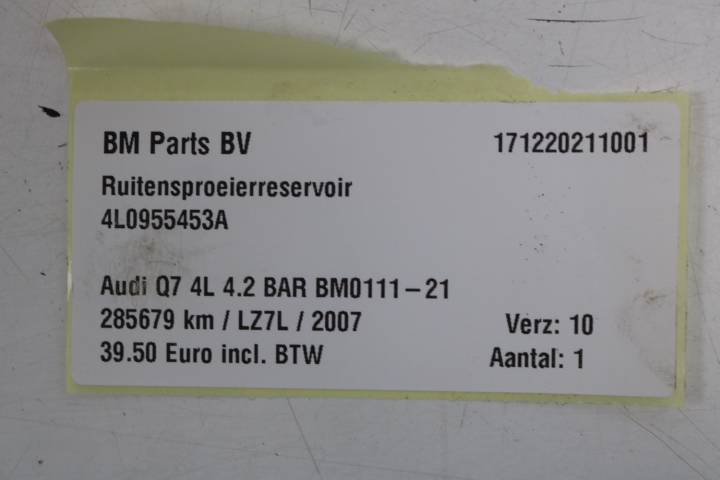 BM Parts BV 171220211001
Ruitensproeierreservoir
4L0955453A
Audi Q7 4L 4.2 BAR BM0111-21
285679 km / LZ7L / 2007 Verz: 10
39.50 Euro incl. BTW Aantal: 1